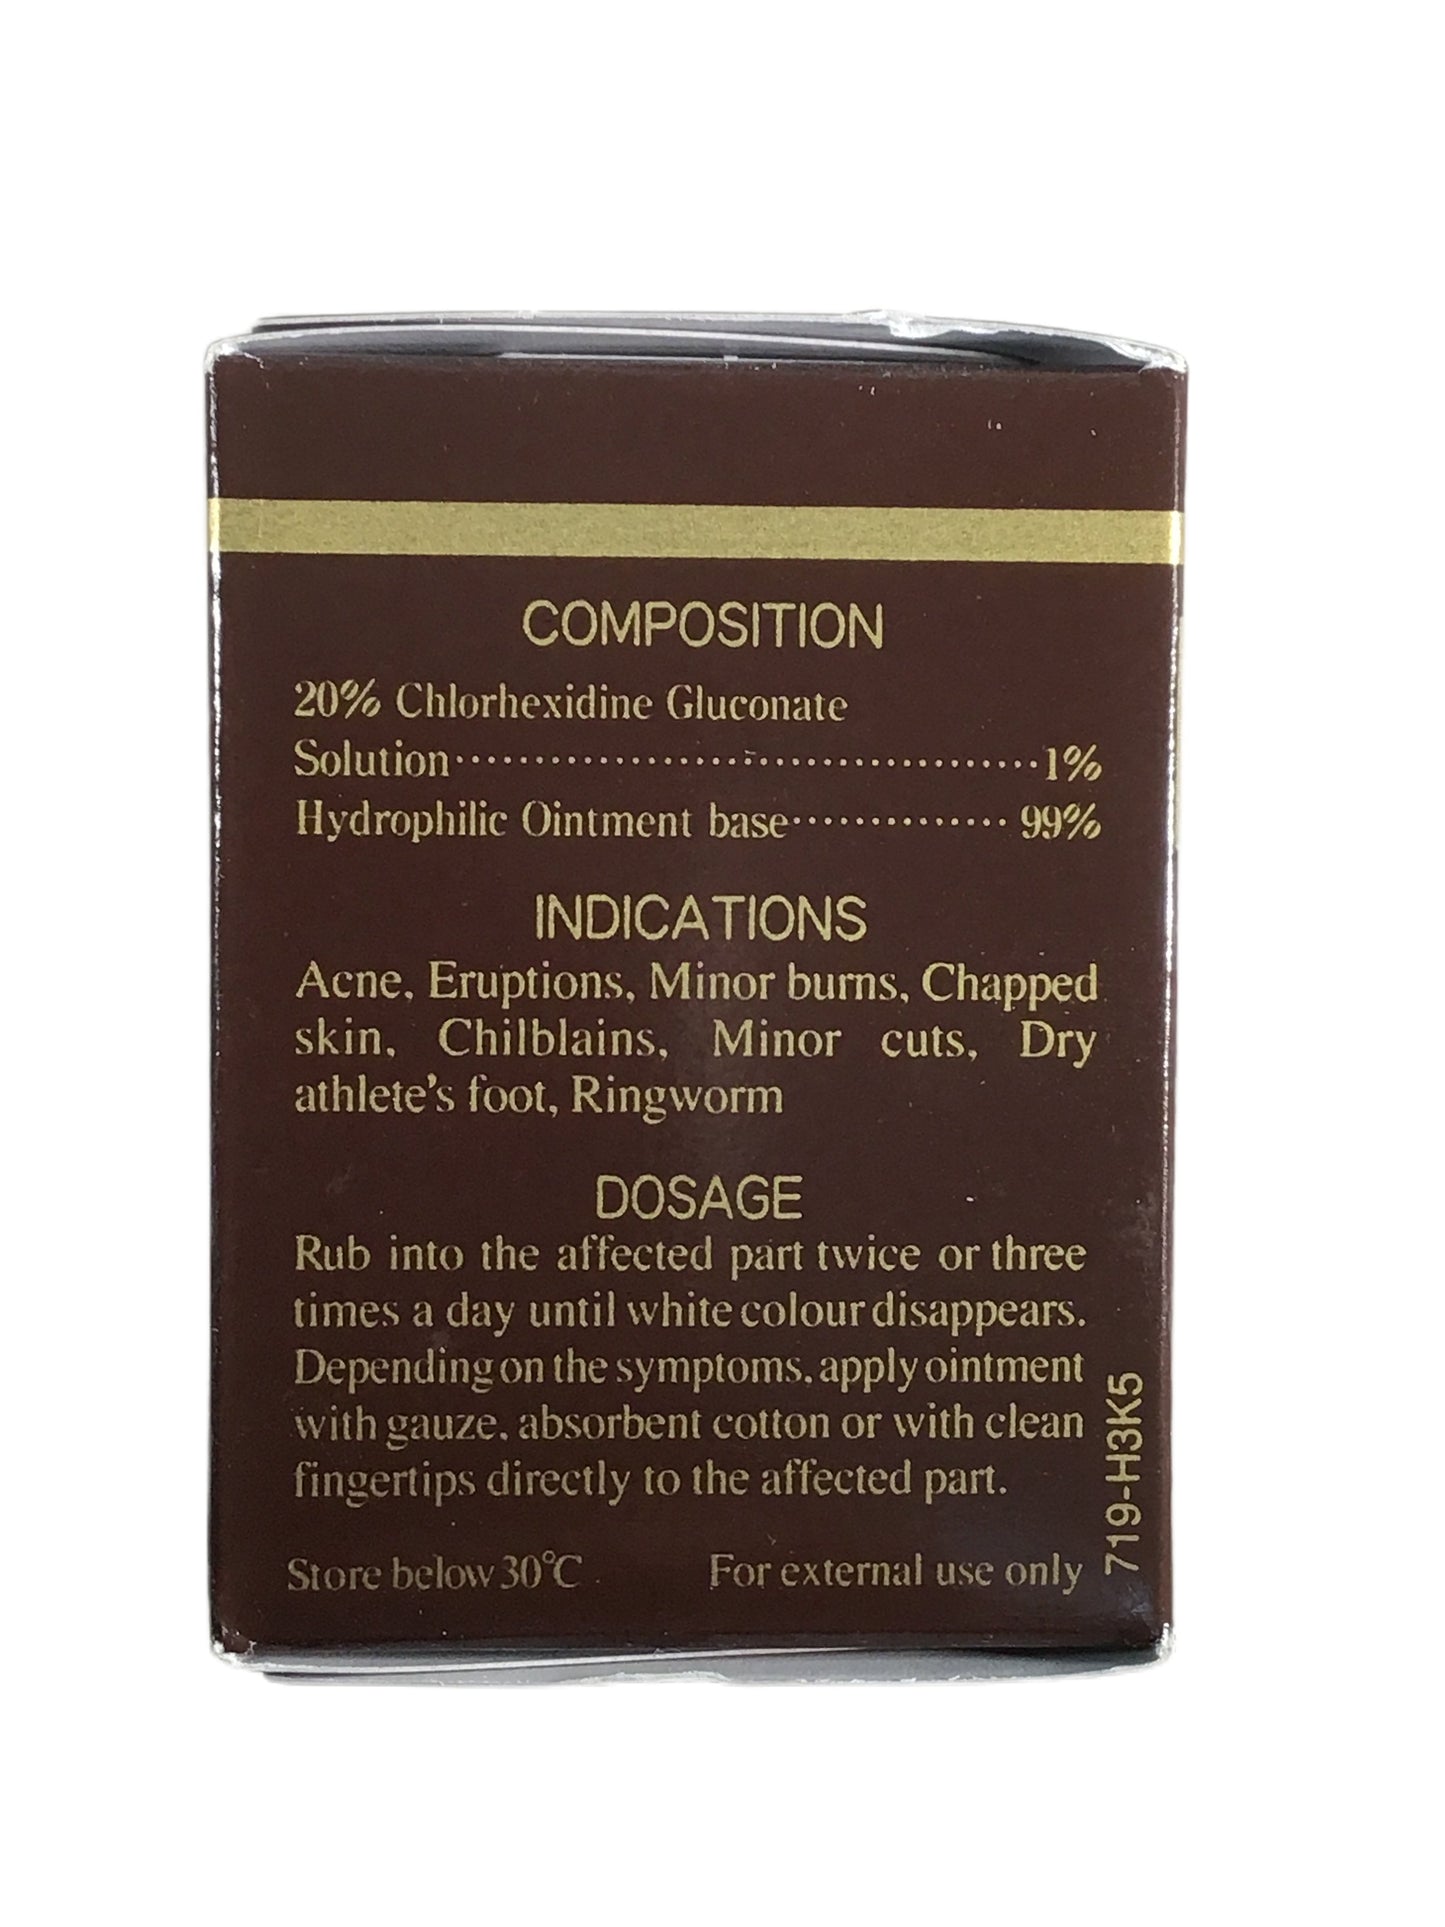 COMPOSITION
20% Chlorhexidine Gluconate
Solution·····································1%
Hydrophilic Ointment base·············· 99%
INDICATIONS
Acne, Eruptions, Minor burns, Chapped
skin, Chilblains, Minor cuts, Dry
athlete's foot, Ringworm
DOSAGE
Rub into the affected part twice or three
times a day until white colour disappears.
Depending on the symptoms, apply ointment
with gauze, absorbent cotton or with clean
fingertips directly to the affected part.
Store below 30℃ For external use only
719-H3K5